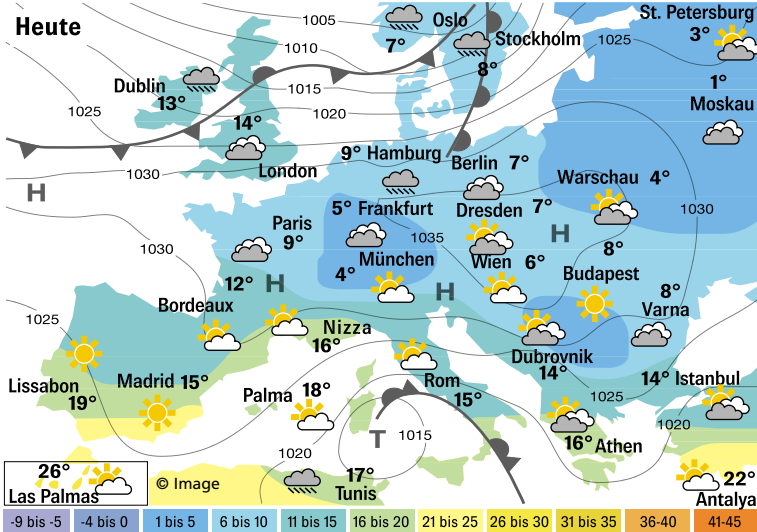 Heute
1005
Oslo
St. Petersburg
3°
7°
Stockholm
1010
1025
8°
1°
Dublin
13°
1015
Moskau
1025
1020
14°
London
9° Hamburg
Berlin 7°
1030
H
Warschau 4°
5° Frankfurt
Dresden 7°
1030
Paris
9°
1035
H
8°
1030
München
4°
Wien 6°
Budapest
12° H
H
8°
Varna
Bordeaux
1025
Nizza
16°
Dubrovnik
14°
Lissabon
19°
Madrid 15°
Palma 18°
Rom
15°
14° Istanbul
1025
1020
T
1015
16° Athen
1020
26°
Las Palmas
© Image
17°
Tunis
22°
Antalya
-9 bis -5
-4 bis 0
1 bis 5
6 bis 10
11 bis 15
16 bis 20
21 bis 25
26 bis 30
31 bis 35
36-40
41-45